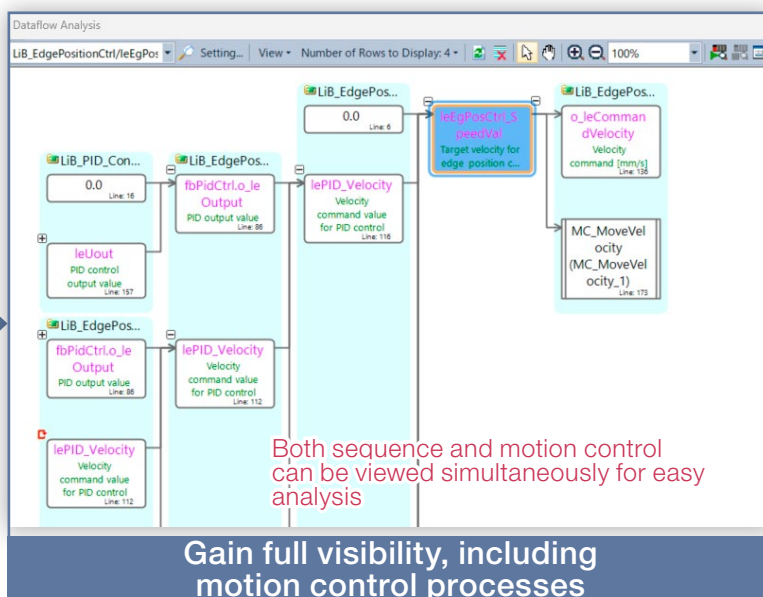 Dataflow Analysis
LiB_EdgePositionCtrl/leEgPos
Setting...
View
Number of Rows to Display: 4
100%
LiB_PID_Con...
0.0
Line: 16
leUout
PID control
output value
Line: 157
LiB_EdgePos...
fbPidCtrl.o_le
Output
PID output value
Line: 86
lePID_Velocity
Velocity
command value
for PID control
Line: 112
LiB_EdgePos...
fbPidCtrl.o_le
Output
PID output value
Line: 86
lePID_Velocity
Velocity
command value
for PID control
Line: 112
LiB_EdgePos...
0.0
Line: 6
lePID_Velocity
Velocity
command value
for PID control
Line: 116
leEgPosCtrl_S
peedVal
Target velocity for
edge position c...
LiB_EdgePos...
o_leComman
dVelocity
Velocity
command [mm/s]
Line: 136
MC_MoveVel
ocity
(MC_MoveVel
ocity_1)
Line: 173
Both sequence and motion control
can be viewed simultaneously for easy
analysis
Gain full visibility, including
motion control processes